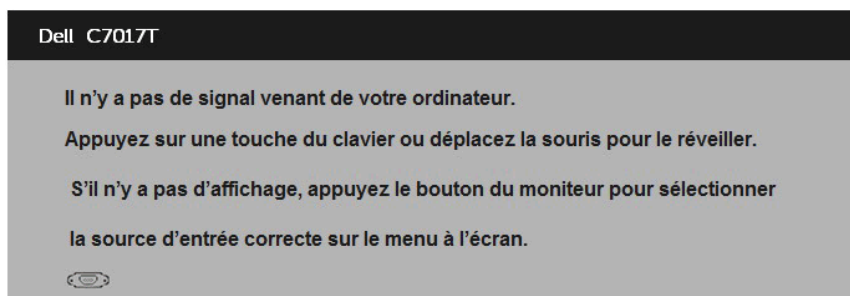 Dell C7017T
Il n'y a pas de signal venant de votre ordinateur.
Appuyez sur une touche du clavier ou déplacez la souris pour le réveiller.
S'il n'y a pas d'affichage, appuyez le bouton du moniteur pour sélectionner
la source d'entrée correcte sur le menu à l'écran.